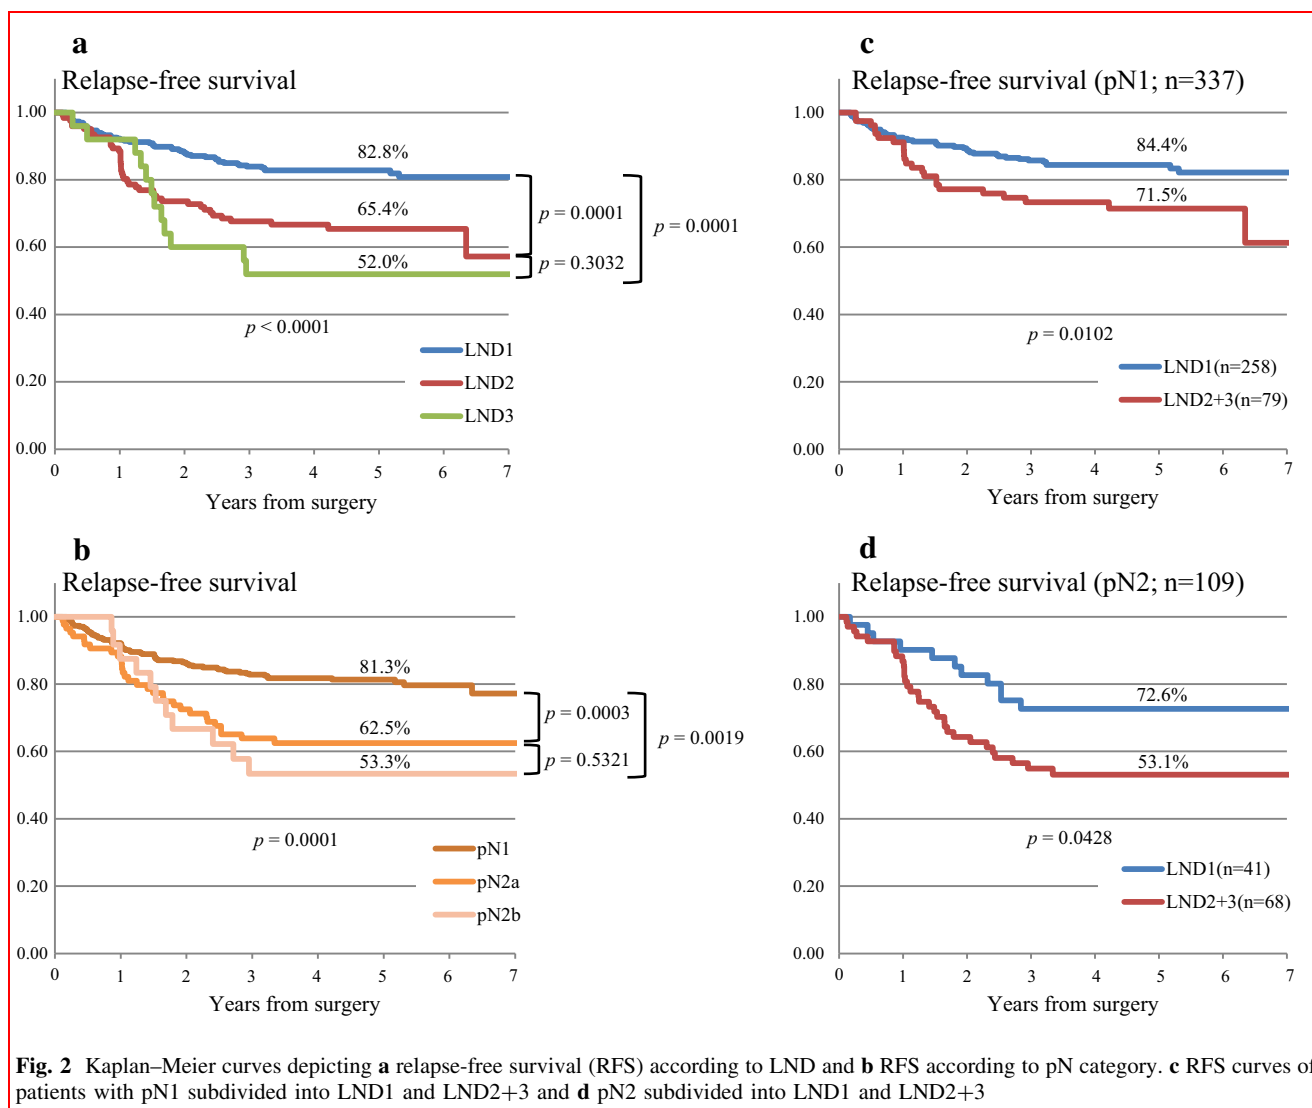 a
Relapse-free survival
1.00
0.80
0.60
0.40
0.20
0.00
82.8%
65.4%
52.0%
p = 0.0001
p = 0.3032
p = 0.0001
p < 0.0001
LND1
LND2
LND3
0 1 2 3 4 5 6 7
Years from surgery
c
Relapse-free survival (pN1; n=337)
1.00
0.80
0.60
0.40
0.20
0.00
84.4%
71.5%
p = 0.0102
LND1(n=258)
LND2+3(n=79)
0 1 2 3 4 5 6 7
Years from surgery
b
Relapse-free survival
1.00
0.80
0.60
0.40
0.20
0.00
81.3%
62.5%
53.3%
p = 0.0003
p = 0.5321
p = 0.0019
p = 0.0001
pN1
pN2a
pN2b
0 1 2 3 4 5 6 7
Years from surgery
d
Relapse-free survival (pN2; n=109)
1.00
0.80
0.60
0.40
0.20
0.00
72.6%
53.1%
p = 0.0428
LND1(n=41)
LND2+3(n=68)
0 1 2 3 4 5 6 7
Years from surgery
Fig. 2 Kaplan–Meier curves depicting a relapse-free survival (RFS) according to LND and b RFS according to pN category. c RFS curves of
patients with pN1 subdivided into LND1 and LND2+3 and d pN2 subdivided into LND1 and LND2+3